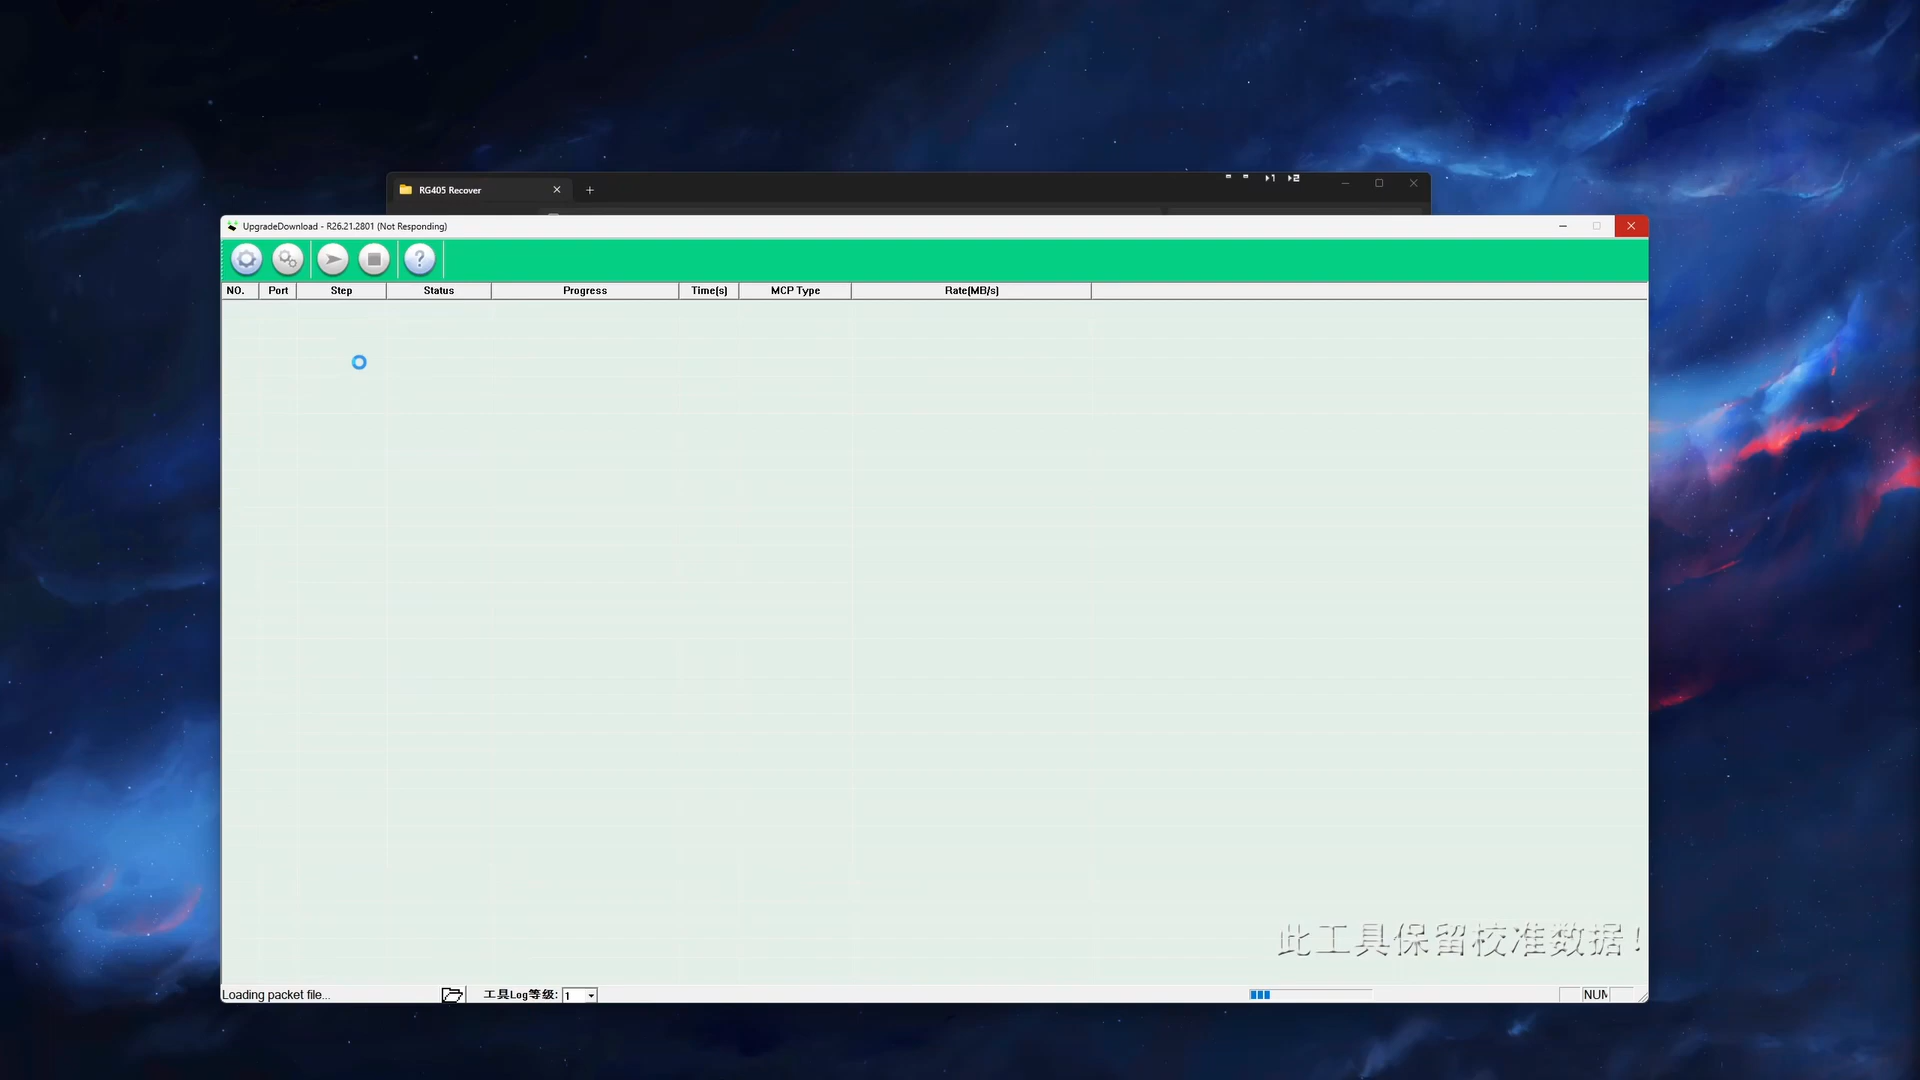 RG405 Recover
UpgradeDownload - R26.21.2801 (Not Responding)
NO. Port Step Status Progress Time(s) MCP Type Rate(MB/s)
此工具保留校准数据!
Loading packet file... 工具Log等级: 1 NUM